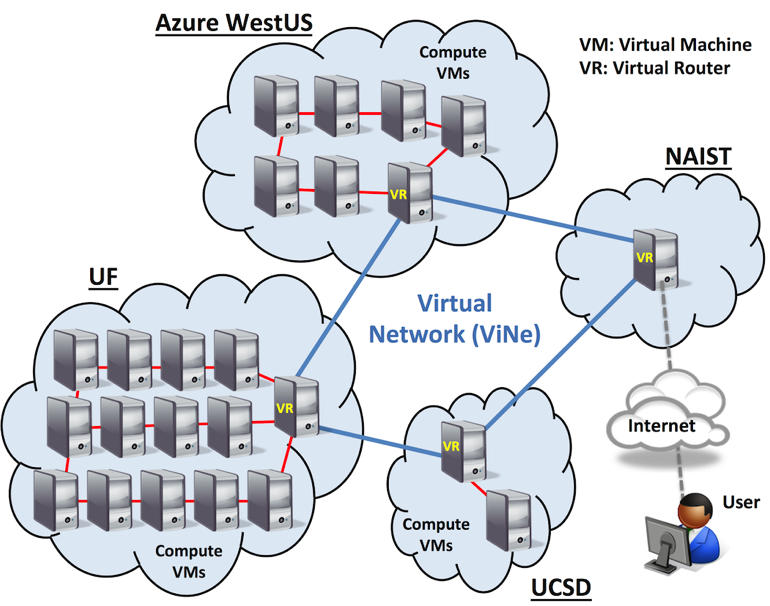 Azure WestUS
Compute
VMs
VM: Virtual Machine
VR: Virtual Router
NAIST
VR
VR
UF
Virtual
Network (ViNe)
VR
Internet
VR
User
Compute
VMs
Compute
VMs
UCSD